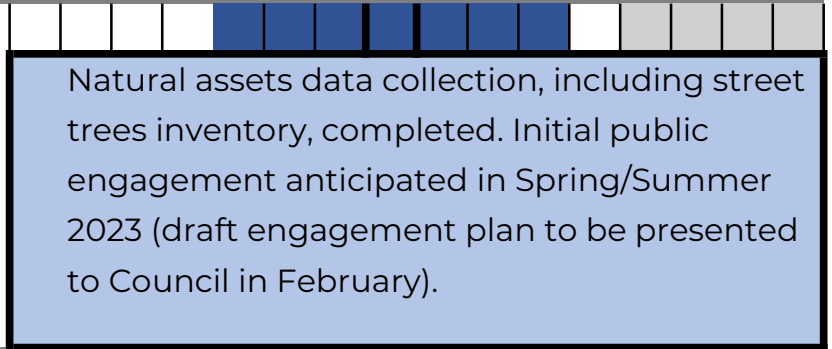 Natural assets data collection, including street
trees inventory, completed. Initial public
engagement anticipated in Spring/Summer
2023 (draft engagement plan to be presented
to Council in February).